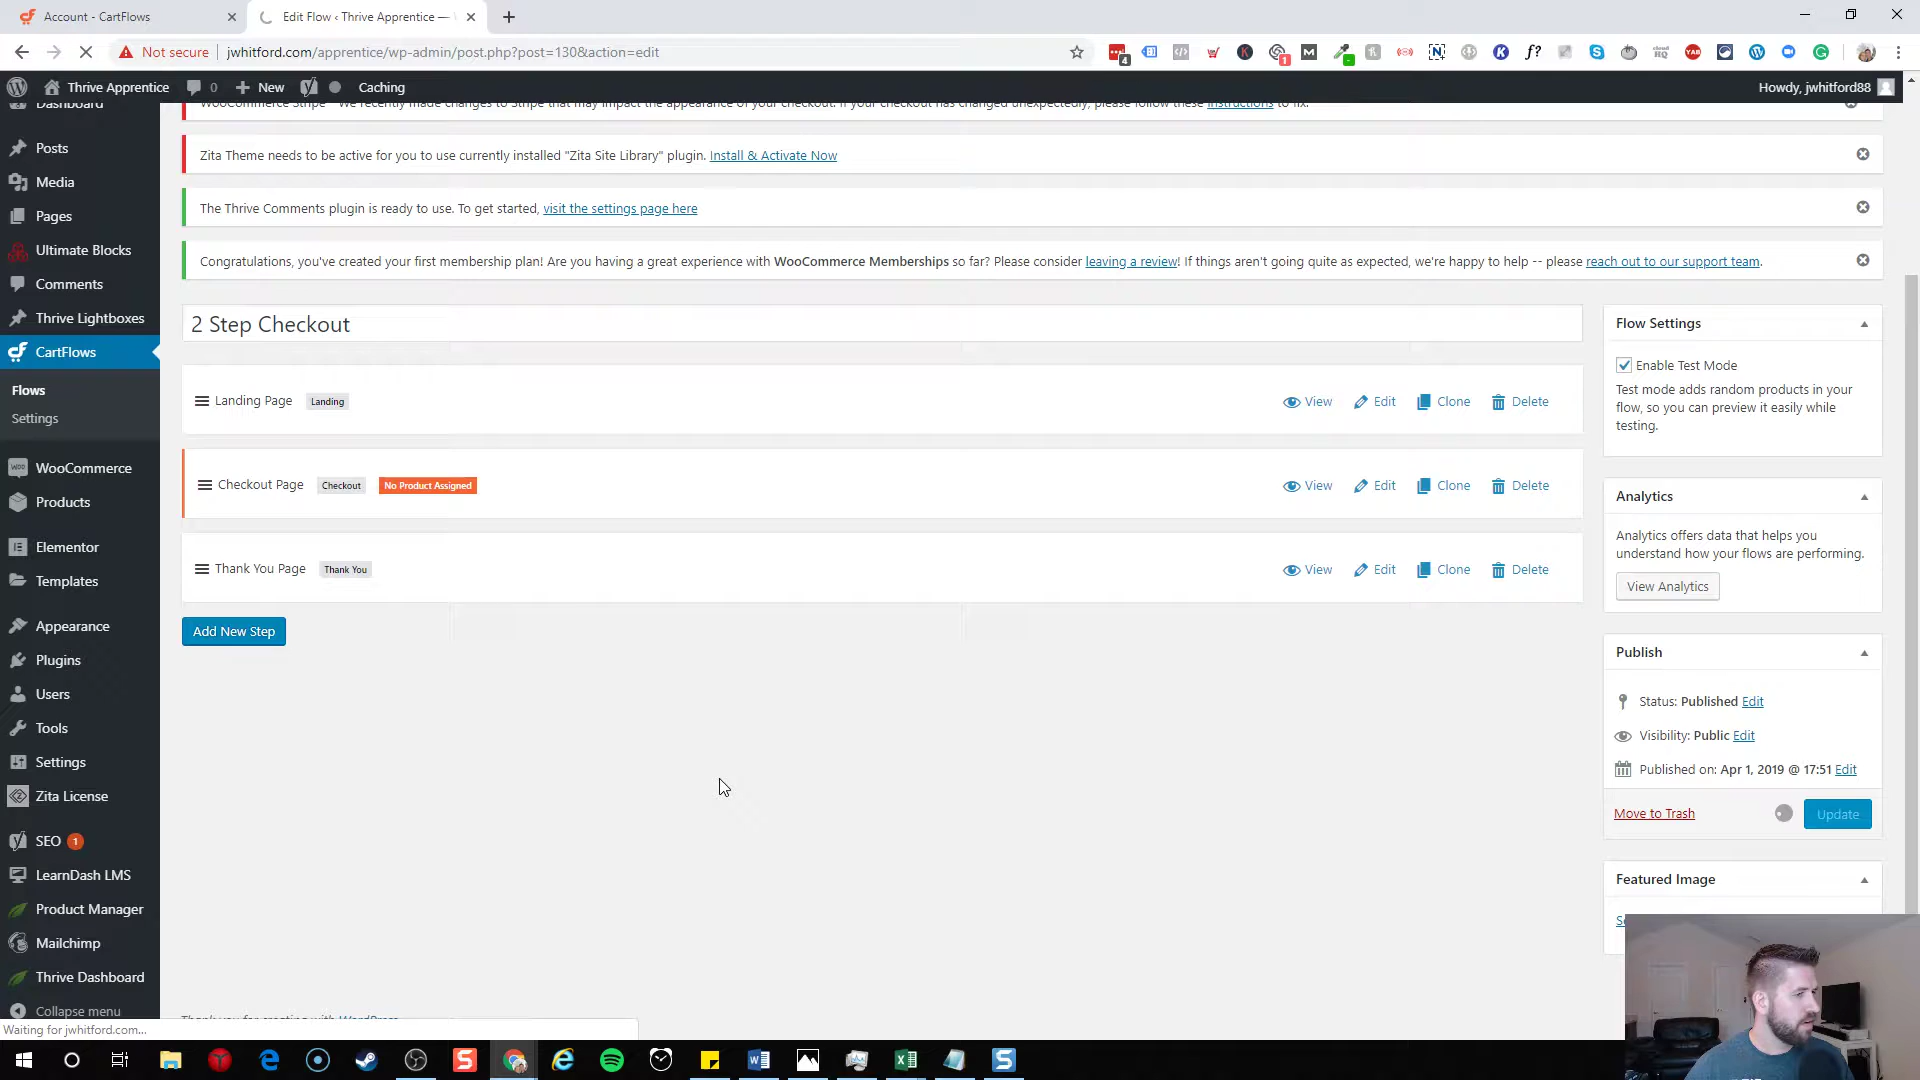 Account - CartFlows
Edit Flow ‹ Thrive Apprentice —
Not secure
jwhitford.com/apprentice/wp-admin/post.php?post=130&action=edit
Thrive Apprentice
0
New
Caching
Howdy, jwhitford88
Dashboard
Posts
Media
Pages
Ultimate Blocks
Comments
Thrive Lightboxes
CartFlows
Flows
Settings
WooCommerce
Products
Elementor
Templates
Appearance
Plugins
Users
Tools
Settings
Zita License
SEO 1
LearnDash LMS
Product Manager
Mailchimp
Thrive Dashboard
Collapse menu
Waiting for jwhitford.com...
WooCommerce Stripe - We recently made changes to Stripe that may impact the appearance of your checkout. If your checkout has changed unexpectedly, please follow these instructions to fix.
Zita Theme needs to be active for you to use currently installed "Zita Site Library" plugin. Install & Activate Now
The Thrive Comments plugin is ready to use. To get started, visit the settings page here
Congratulations, you've created your first membership plan! Are you having a great experience with WooCommerce Memberships so far? Please consider leaving a review! If things aren't going quite as expected, we're happy to help -- please reach out to our support team.
2 Step Checkout
Landing Page Landing View Edit Clone Delete
Checkout Page Checkout No Product Assigned View Edit Clone Delete
Thank You Page Thank You View Edit Clone Delete
Add New Step
Thank you for creating with WordPress
Flow Settings
Enable Test Mode
Test mode adds random products in your
flow, so you can preview it easily while
testing.
Analytics
Analytics offers data that helps you
understand how your flows are performing.
View Analytics
Publish
Status: Published Edit
Visibility: Public Edit
Published on: Apr 1, 2019 @ 17:51 Edit
Move to Trash
Update
Featured Image